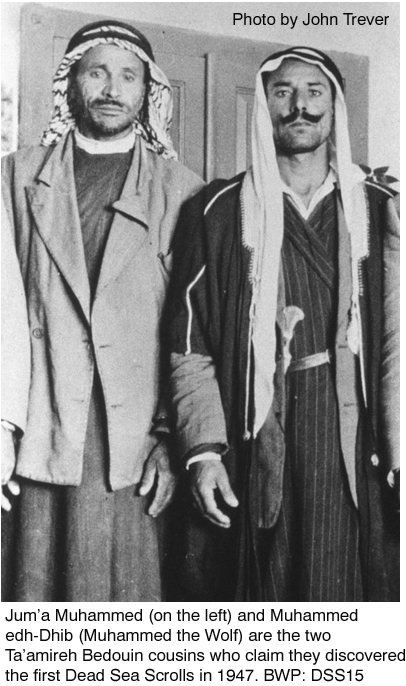 Photo by John Trever
Jum’a Muhammed (on the left) and Muhammed
edh-Dhib (Muhammed the Wolf) are the two
Ta’amireh Bedouin cousins who claim they discovered
the first Dead Sea Scrolls in 1947. BWP: DSS15